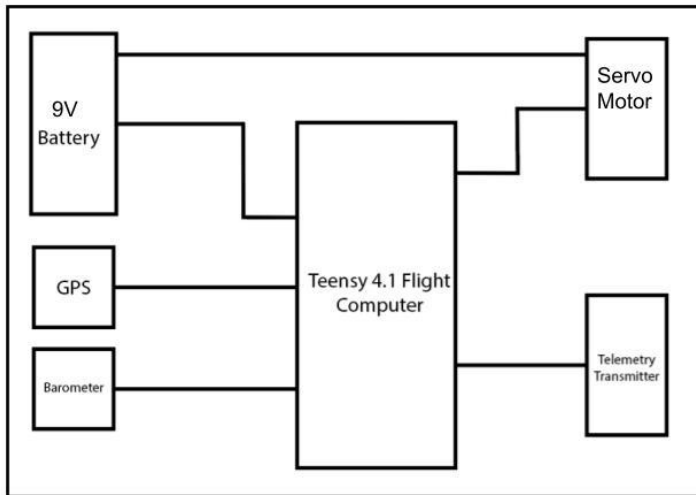 9V
Battery
Servo
Motor
GPS
Teensy 4.1 Flight
Computer
Barometer
Telemetry
Transmitter